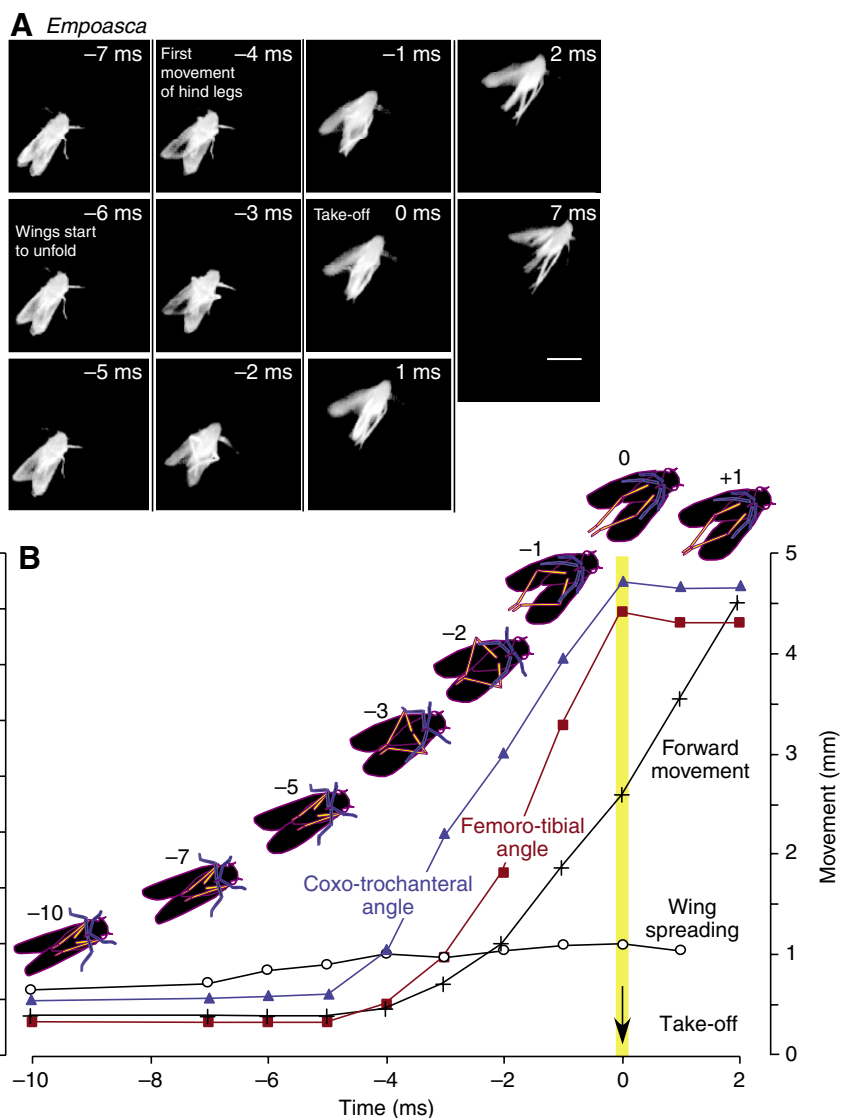 A Empoasca
–7 ms
First movement of hind legs
–4 ms
–1 ms
2 ms
–6 ms
Wings start to unfold
–3 ms
Take-off
0 ms
7 ms
–5 ms
–2 ms
1 ms
B
–10
–7
–5
–3
–2
–1
0
+1
Coxo-trochanteral
angle
Femoro-tibial
angle
Forward
movement
Wing
spreading
Take-off
5
4
3
2
1
0
Movement (mm)
–10
–8
–6
–4
–2
0
2
Time (ms)